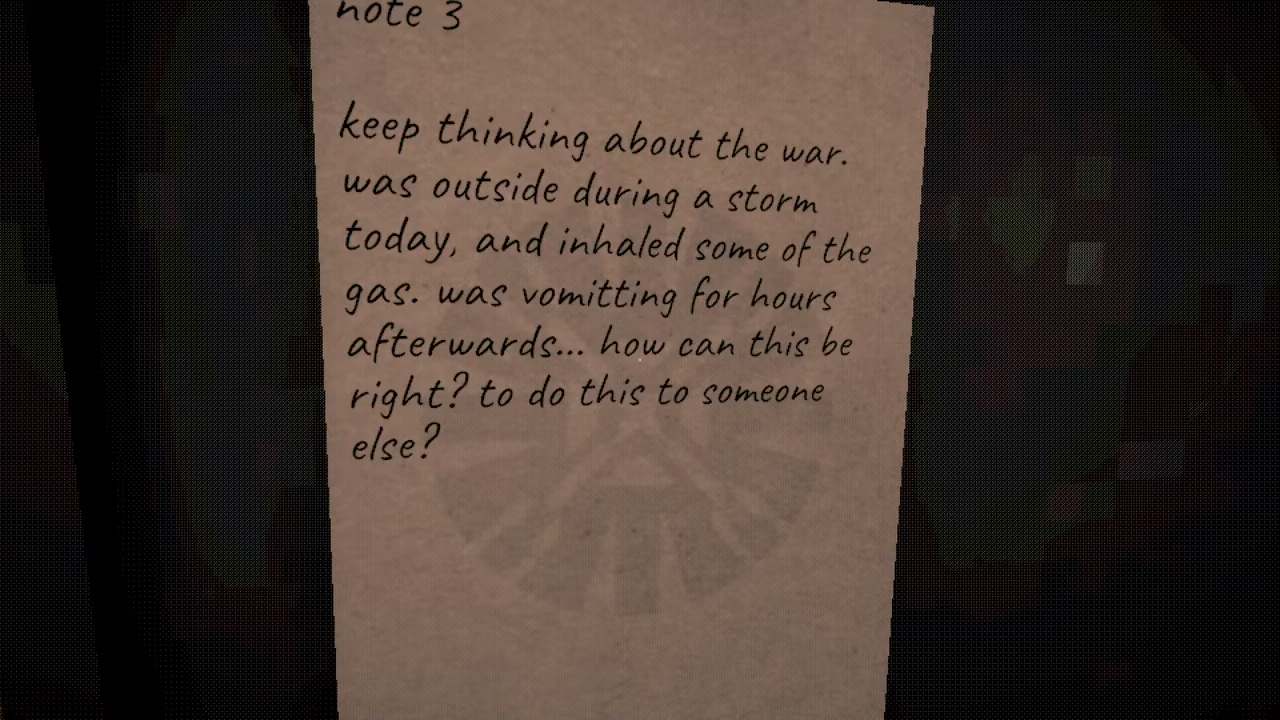 note 3
keep thinking about the war.
was outside during a storm
today, and inhaled some of the
gas. was vomitting for hours
afterwards... how can this be
right? to do this to someone
else?